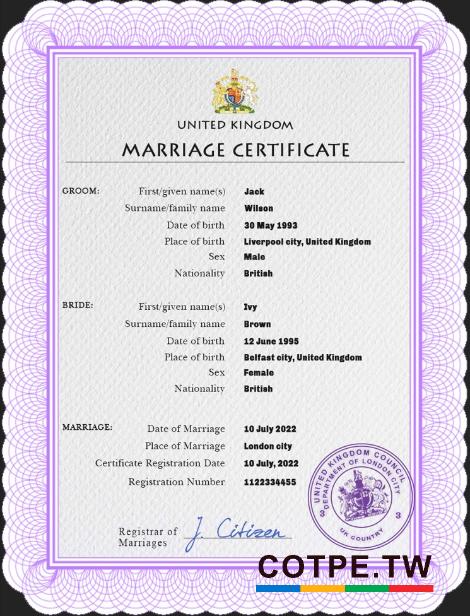 UNITED KINGDOM
MARRIAGE CERTIFICATE
GROOM: First/given name(s) Jack
Surname/family name Wilson
Date of birth 30 May 1993
Place of birth Liverpool city, United Kingdom
Sex Male
Nationality British
BRIDE: First/given name(s) Ivy
Surname/family name Brown
Date of birth 12 June 1995
Place of birth Belfast city, United Kingdom
Sex Female
Nationality British
MARRIAGE: Date of Marriage 10 July 2022
Place of Marriage London city
Certificate Registration Date 10 July, 2022
Registration Number 1122334455
UNITED KINGDOM COUNCIL
DEPARTMENT OF LONDON CITY
3 3
UK COUNTRY
Registrar of
Marriages
J. Citizen
COTPE.TW